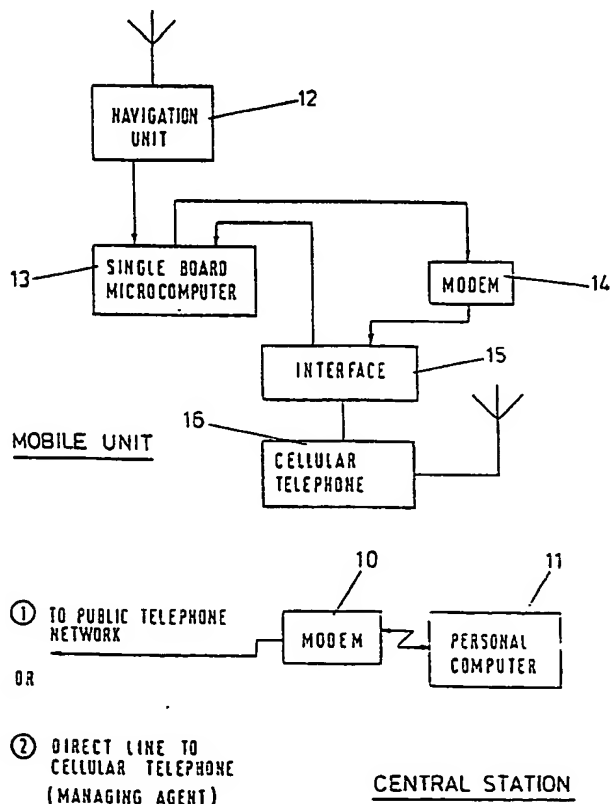 12
NAVIGATION
UNIT
13
SINGLE BOARD
MICROCOMPUTER
MODEM
14
INTERFACE
15
16
MOBILE UNIT
CELLULAR
TELEPHONE
10
11
① TO PUBLIC TELEPHONE
NETWORK
MODEM
PERSONAL
COMPUTER
OR
② DIRECT LINE TO
CELLULAR TELEPHONE
(MANAGING AGENT)
CENTRAL STATION